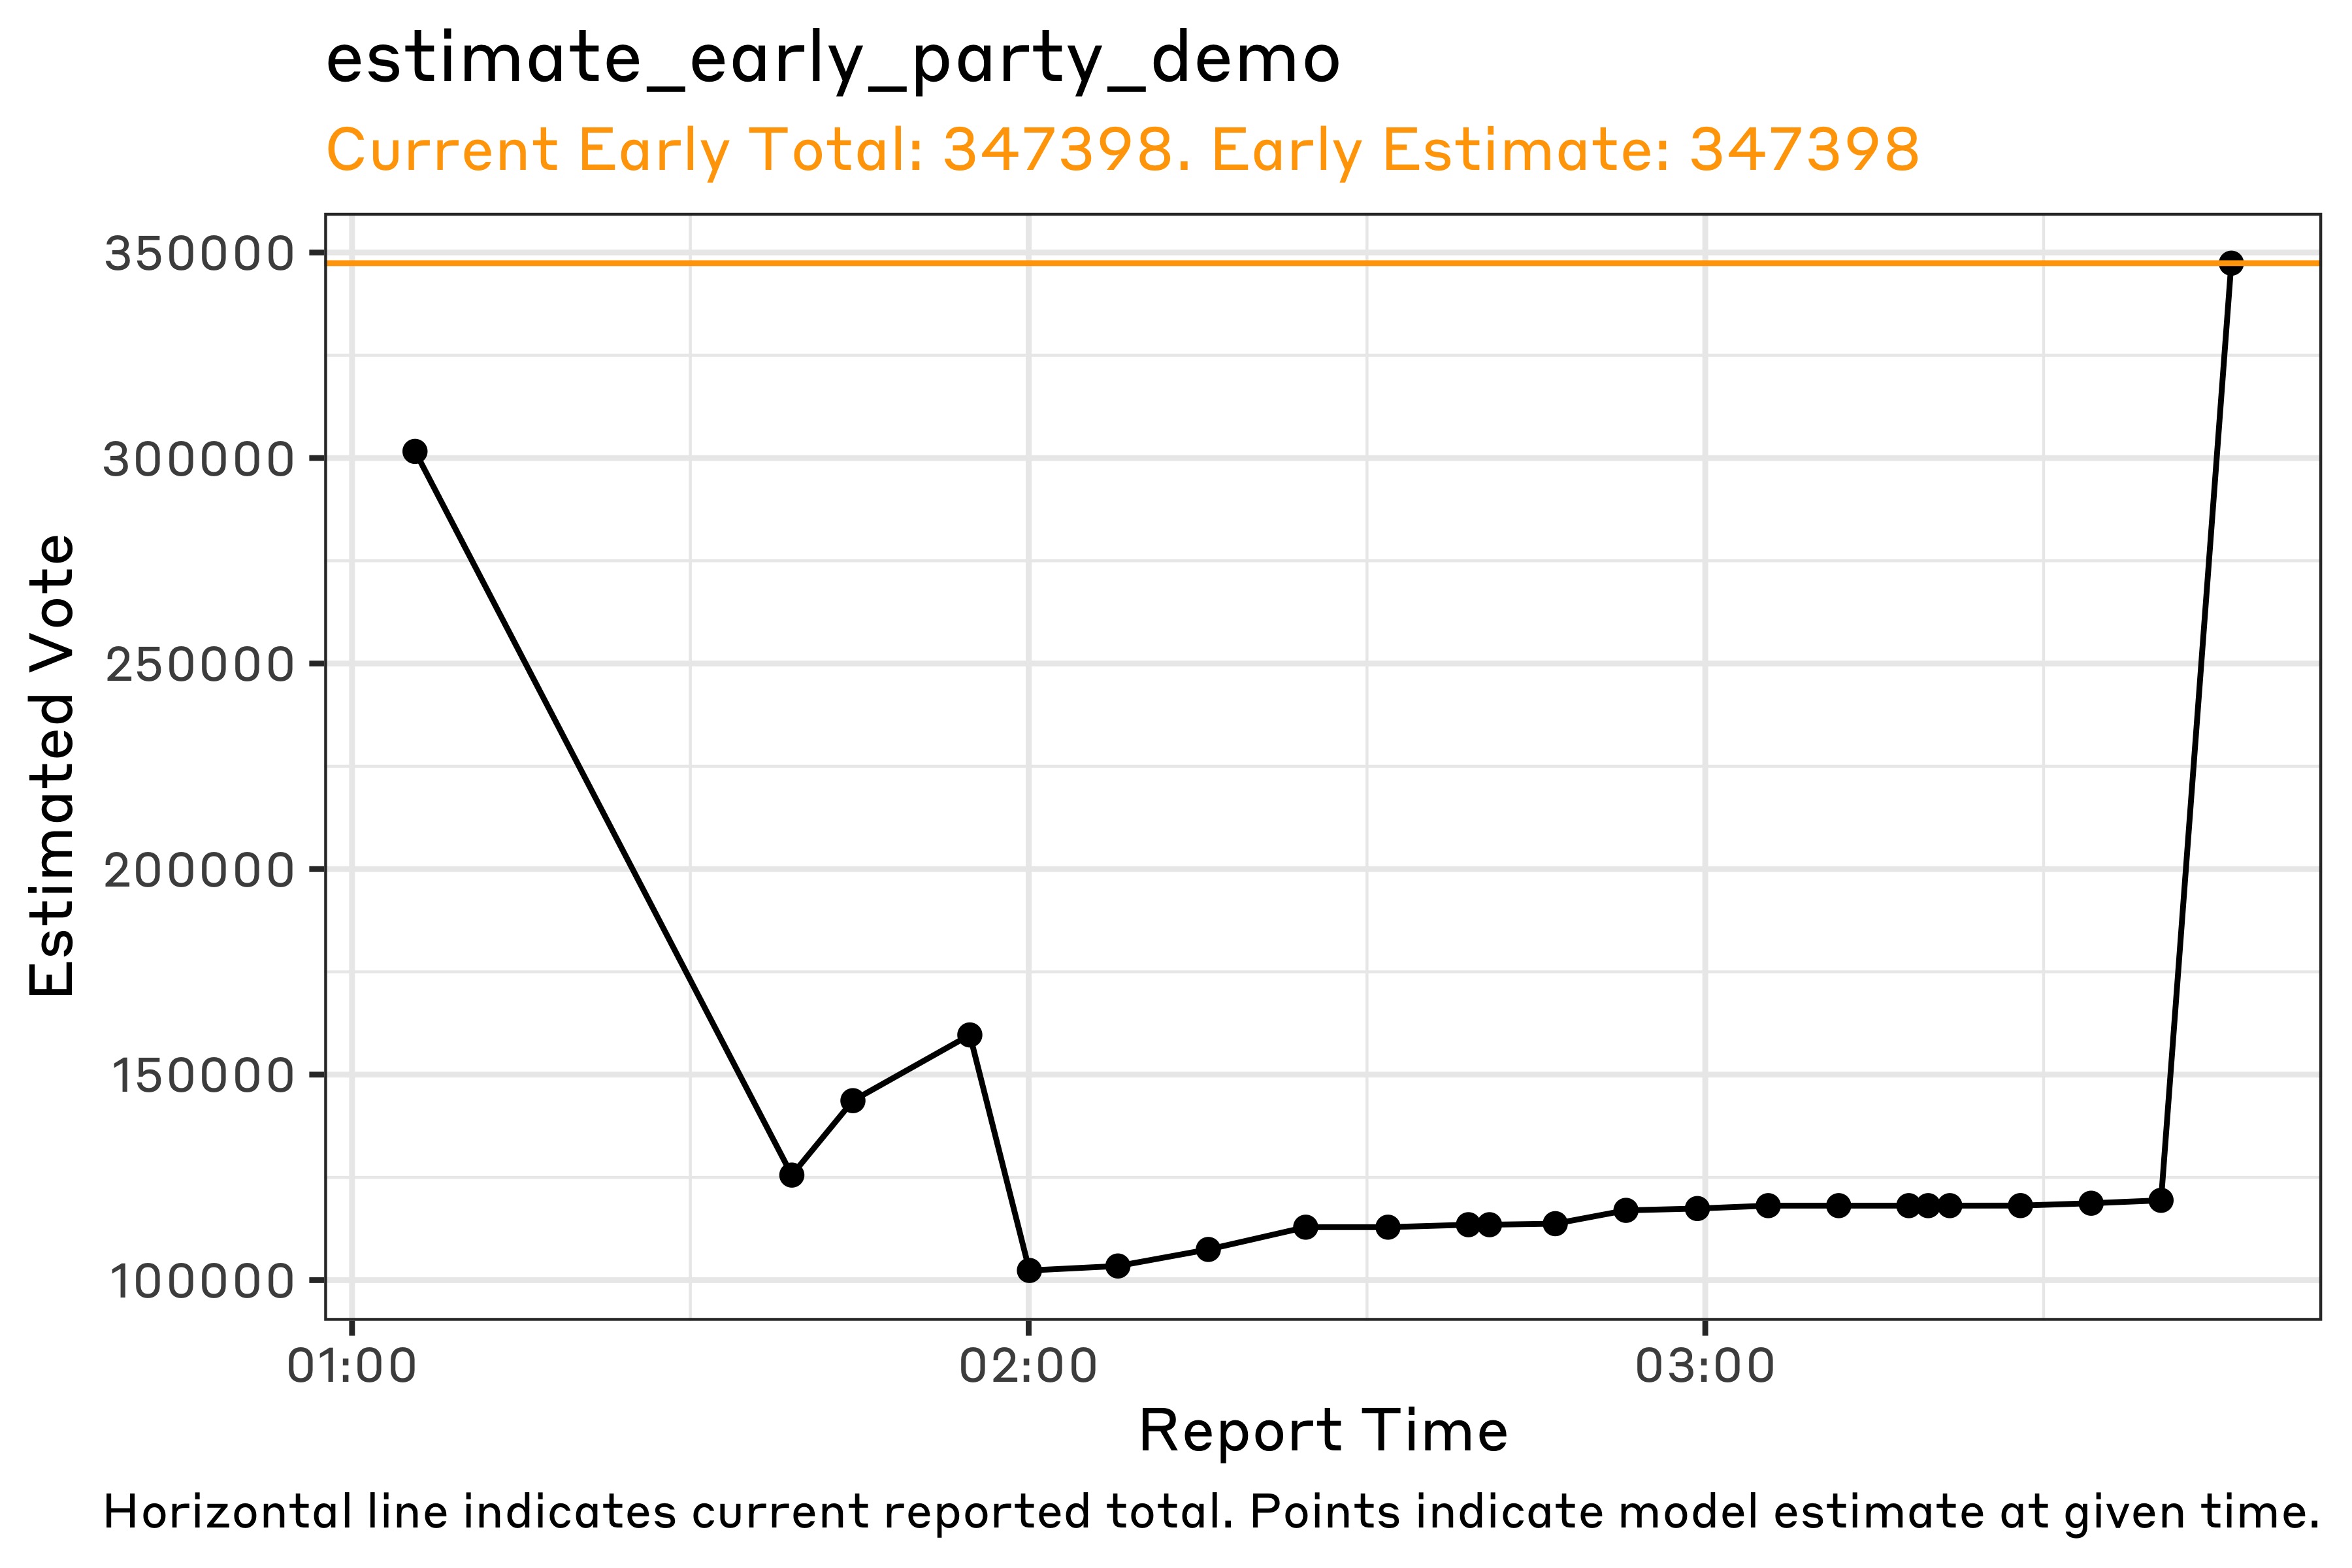 estimate_early_party_demo
Current Early Total: 347398. Early Estimate: 347398
350000
300000
250000
200000
150000
100000
Estimated Vote
01:00 02:00 03:00
Report Time
Horizontal line indicates current reported total. Points indicate model estimate at given time.